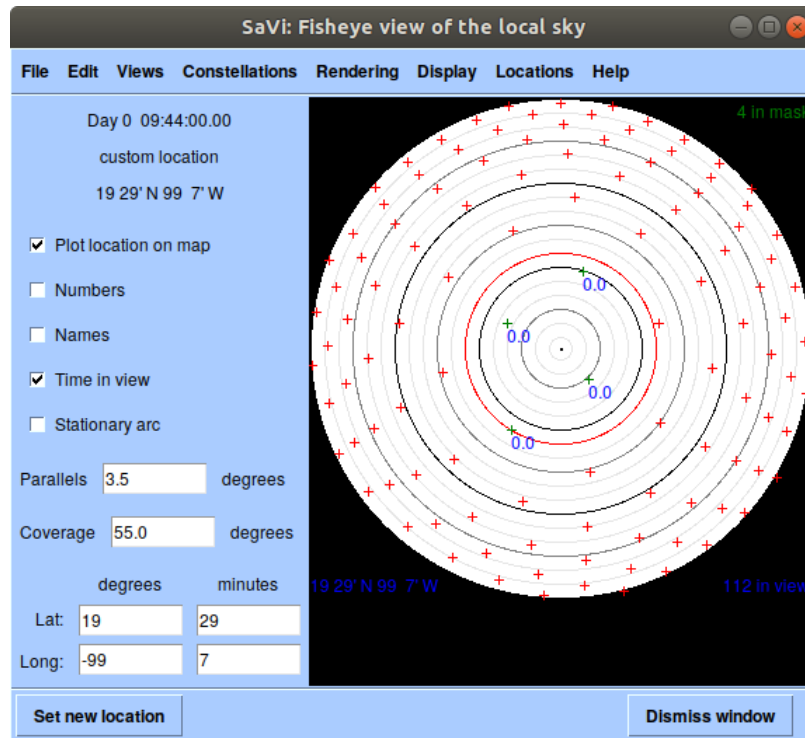 SaVi: Fisheye view of the local sky
File Edit Views Constellations Rendering Display Locations Help
Day 0 09:44:00.00
custom location
19 29' N 99 7' W
Plot location on map
Numbers
Names
Time in view
Stationary arc
Parallels 3.5 degrees
Coverage 55.0 degrees
degrees minutes
Lat: 19 29
Long: -99 7
4 in mask
0.0
0.0
0.0
0.0
19 29' N 99 7' W
112 in view
Set new location
Dismiss window